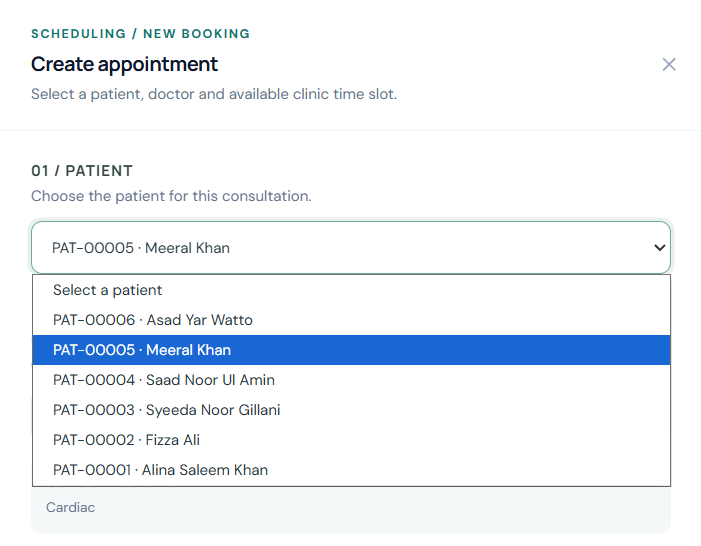 SCHEDULING / NEW BOOKING
Create appointment
Select a patient, doctor and available clinic time slot.
01 / PATIENT
Choose the patient for this consultation.
PAT-00005 · Meeral Khan
Select a patient
PAT-00006 · Asad Yar Watto
PAT-00005 · Meeral Khan
PAT-00004 · Saad Noor Ul Amin
PAT-00003 · Syeeda Noor Gillani
PAT-00002 · Fizza Ali
PAT-00001 · Alina Saleem Khan
Cardiac